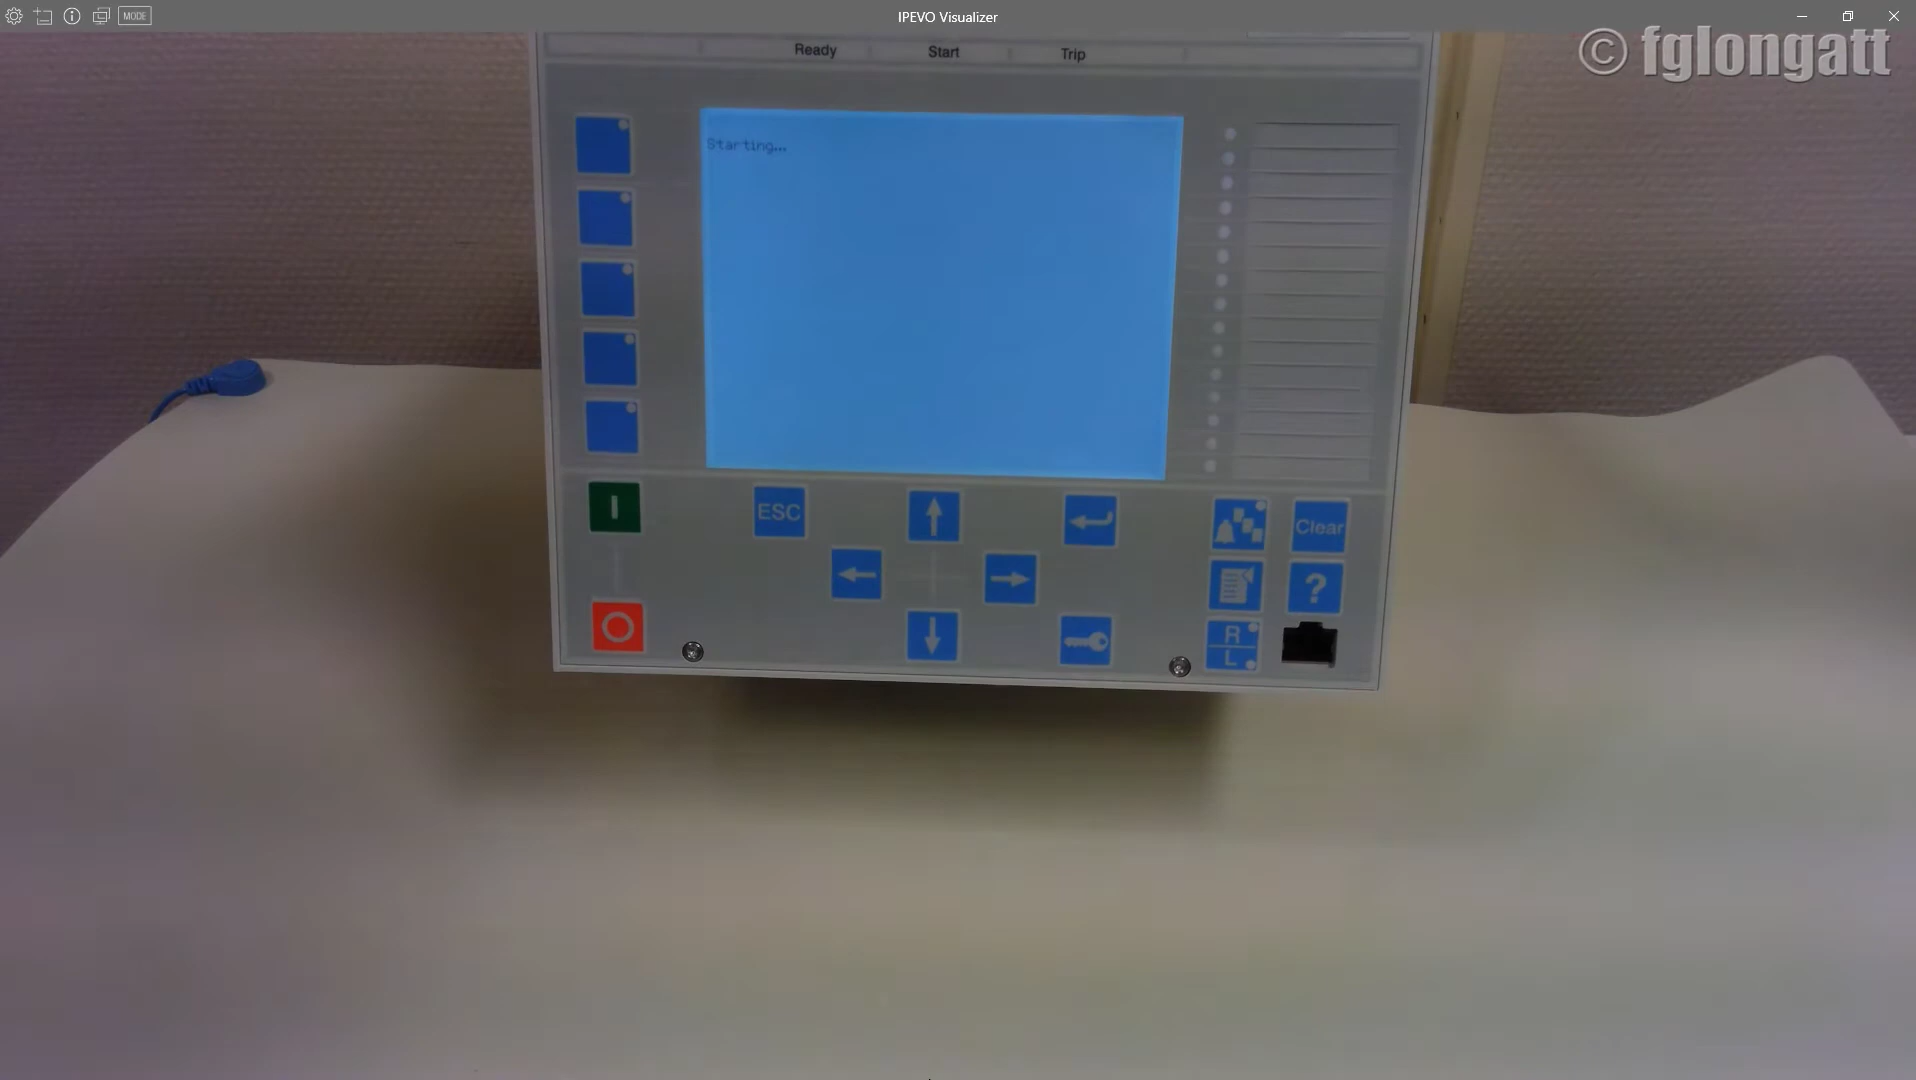 MODE
IPEVO Visualizer
© fglongatt
Ready Start Trip
Starting...
ESC
Clear
?
R
L